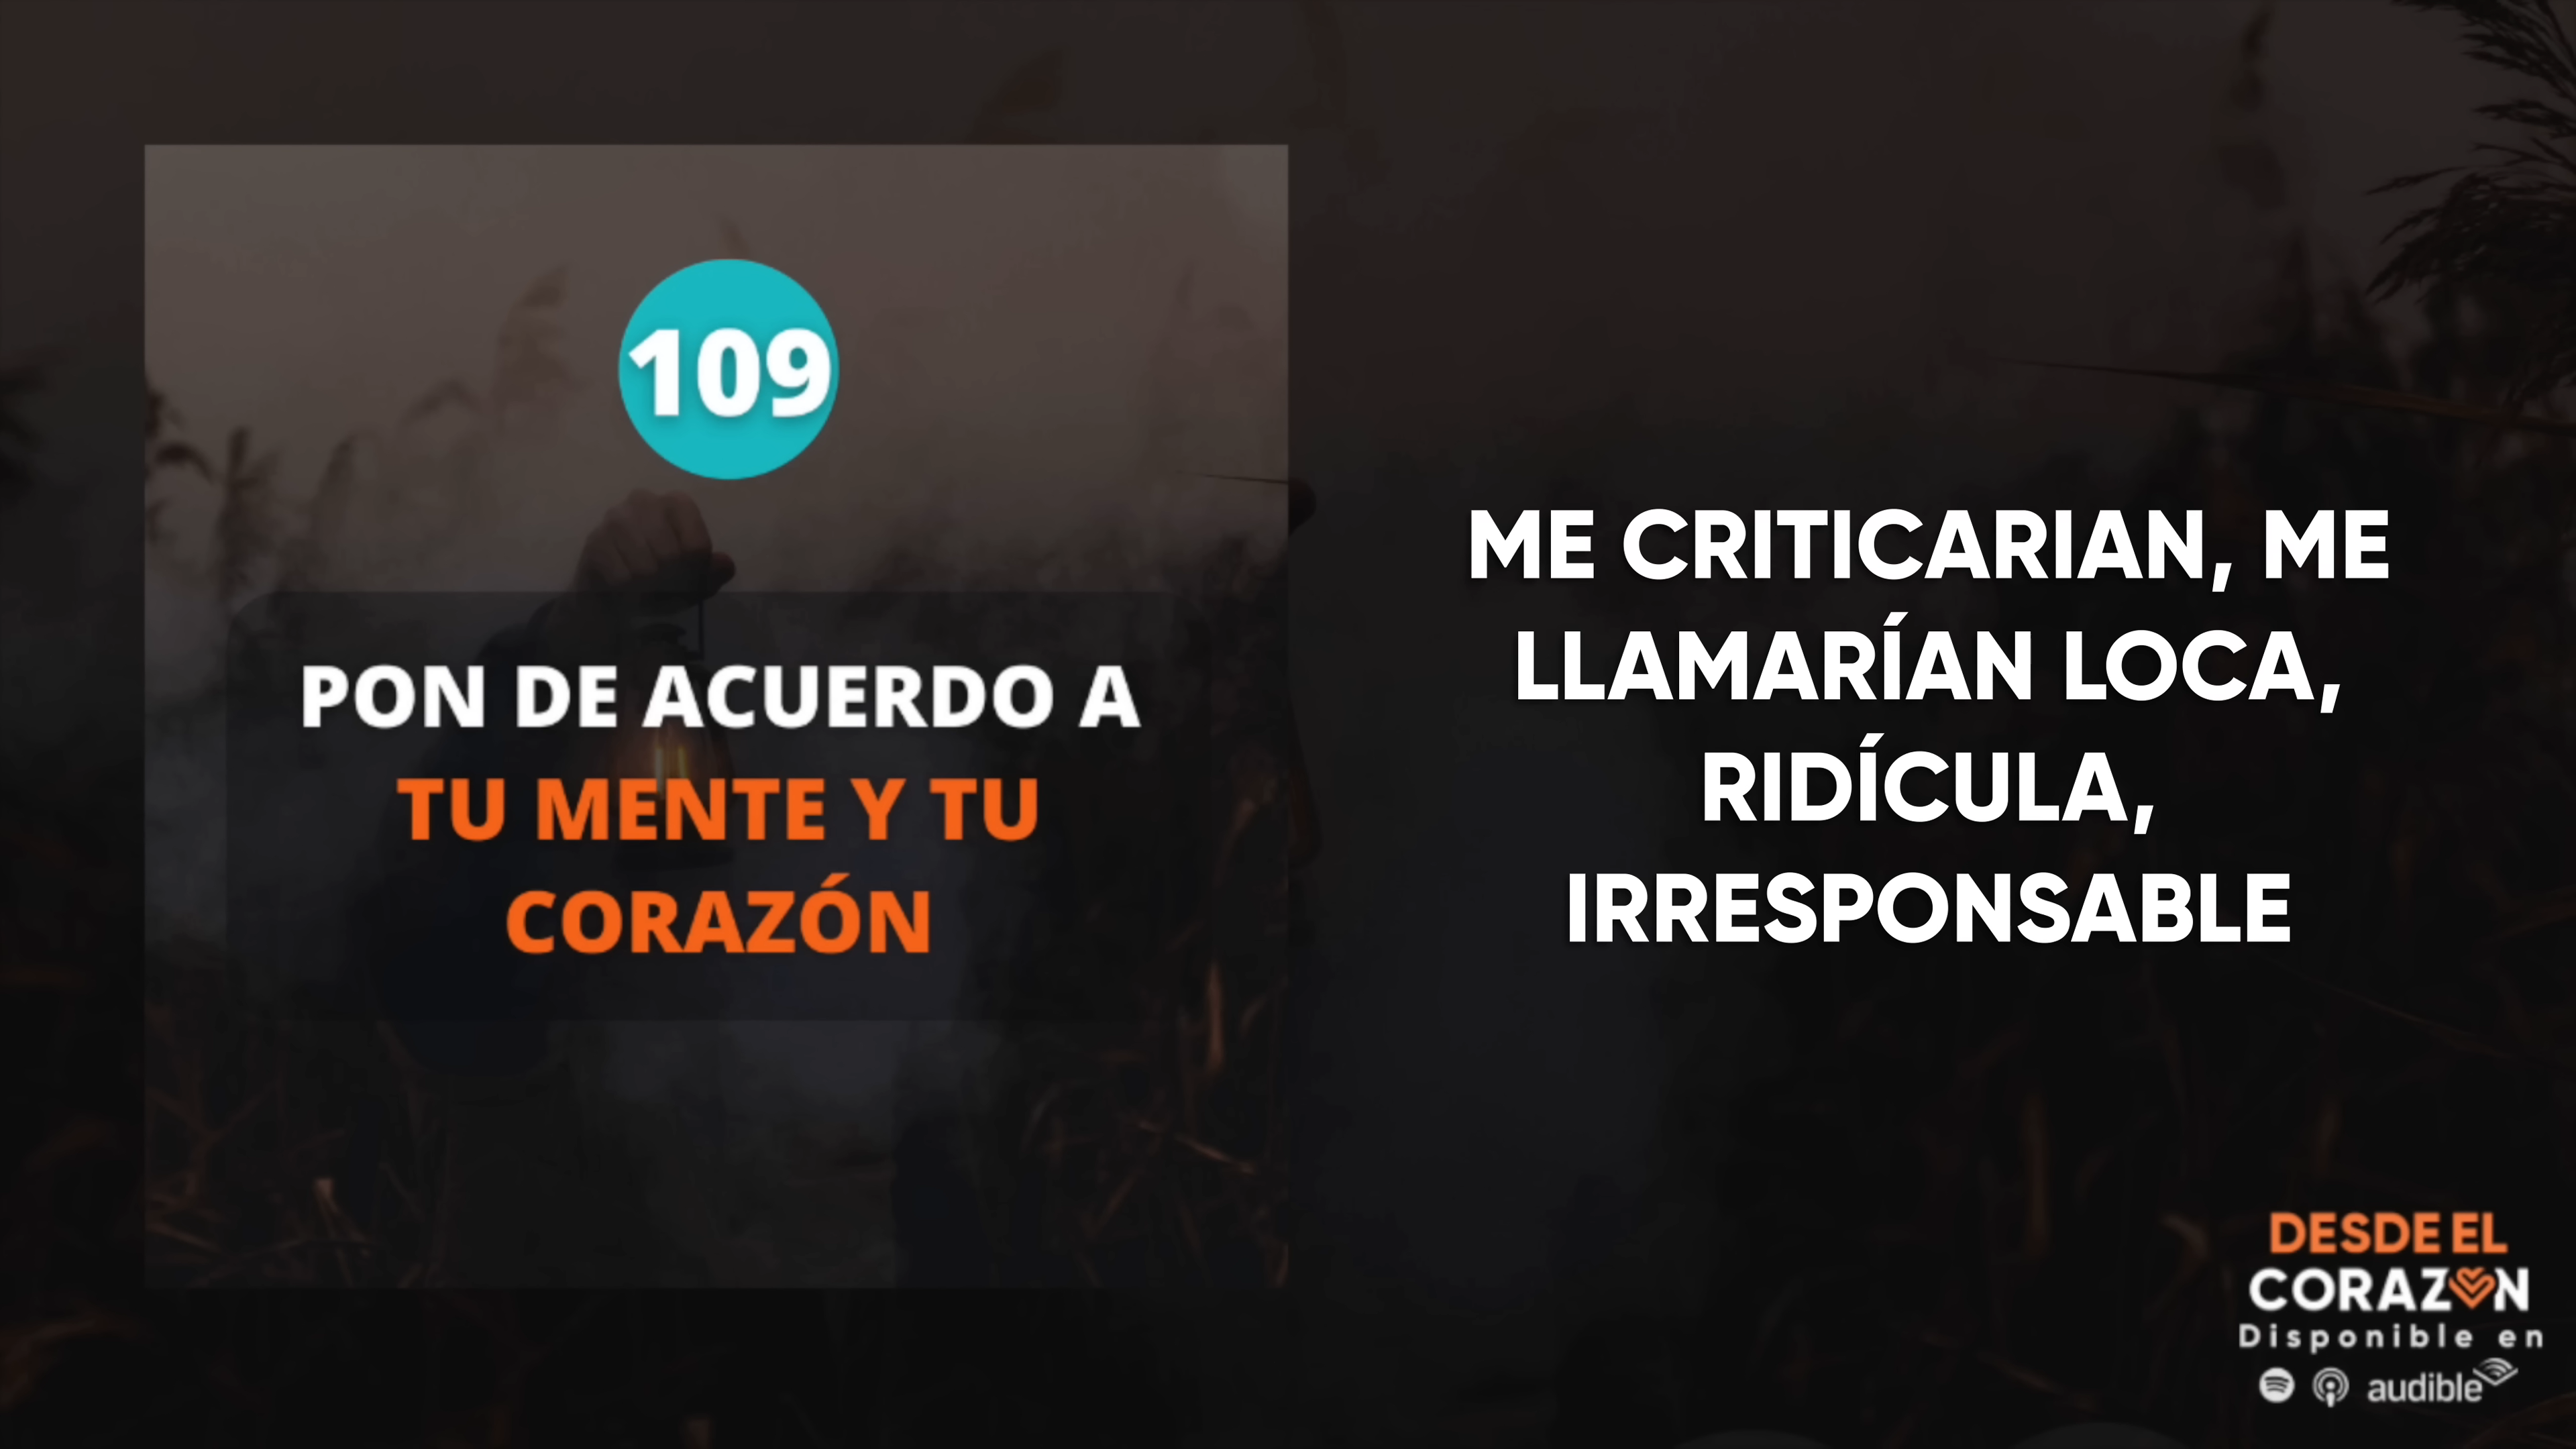 109
PON DE ACUERDO A
TU MENTE Y TU
CORAZÓN
ME CRITICARIAN, ME
LLAMARÍAN LOCA,
RIDÍCULA,
IRRESPONSABLE
DESDE EL
CORAZÓN
Disponible en
audible